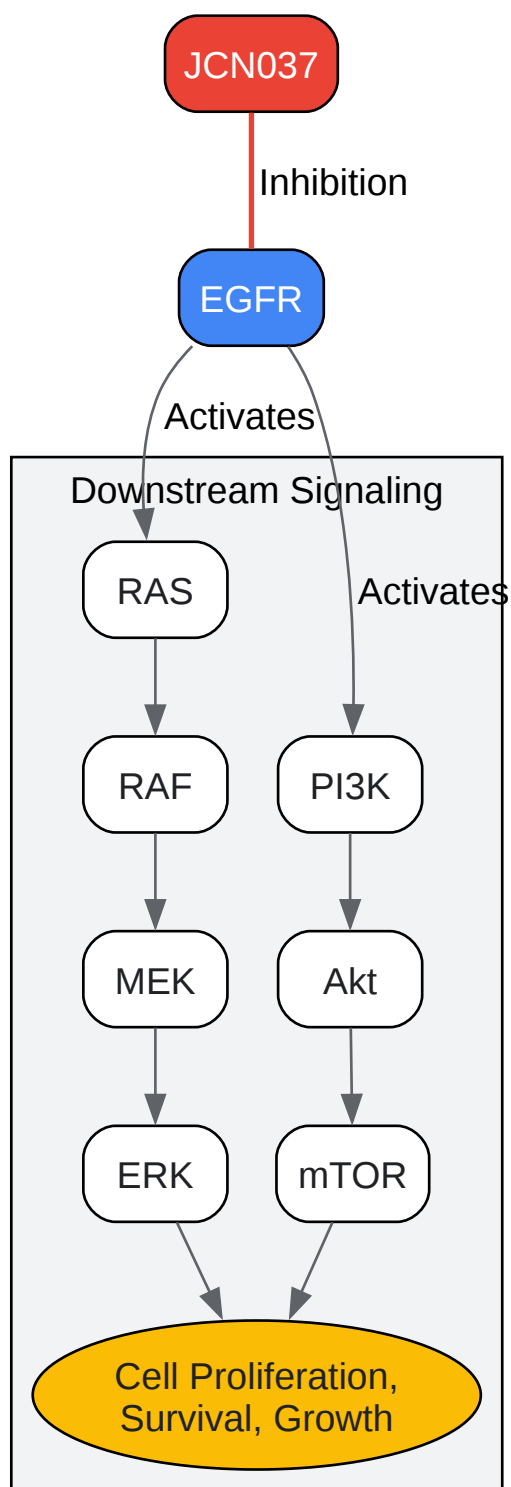 JCN037
Inhibition
EGFR
Activates
Downstream Signaling
RAS
Activates
RAF
PI3K
MEK
Akt
ERK
mTOR
Cell Proliferation,
Survival, Growth